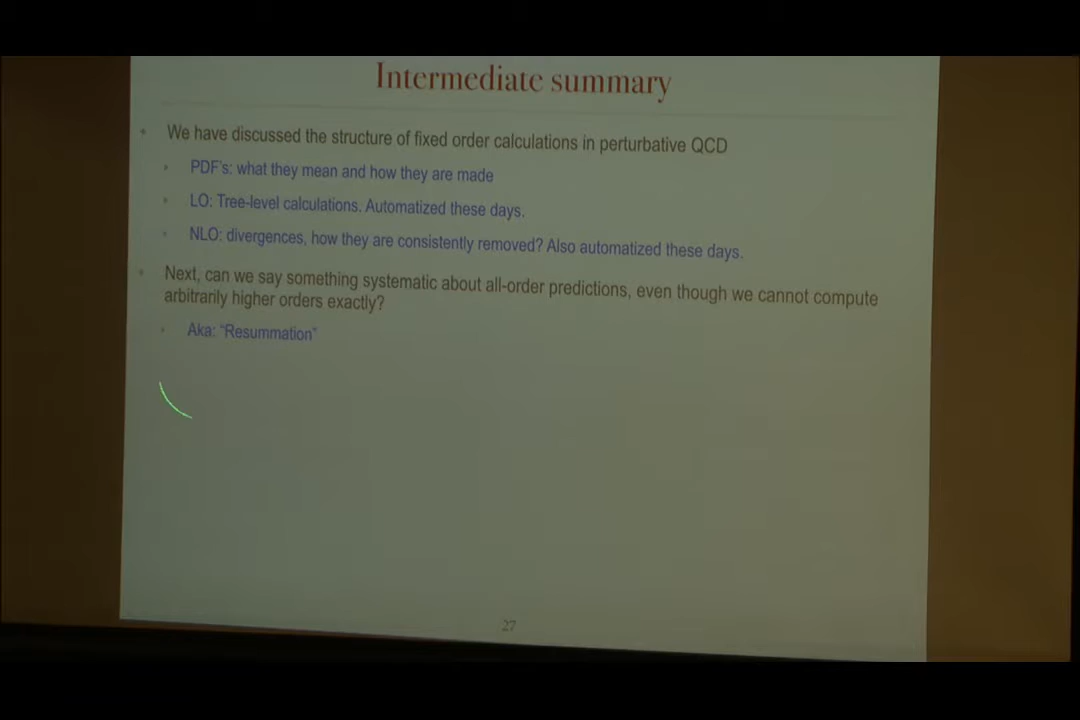 Intermediate summary
We have discussed the structure of fixed order calculations in perturbative QCD
PDF's: what they mean and how they are made
LO: Tree-level calculations. Automatized these days.
NLO: divergences, how they are consistently removed? Also automatized these days.
Next, can we say something systematic about all-order predictions, even though we cannot compute
arbitrarily higher orders exactly?
Aka: "Resummation"
27